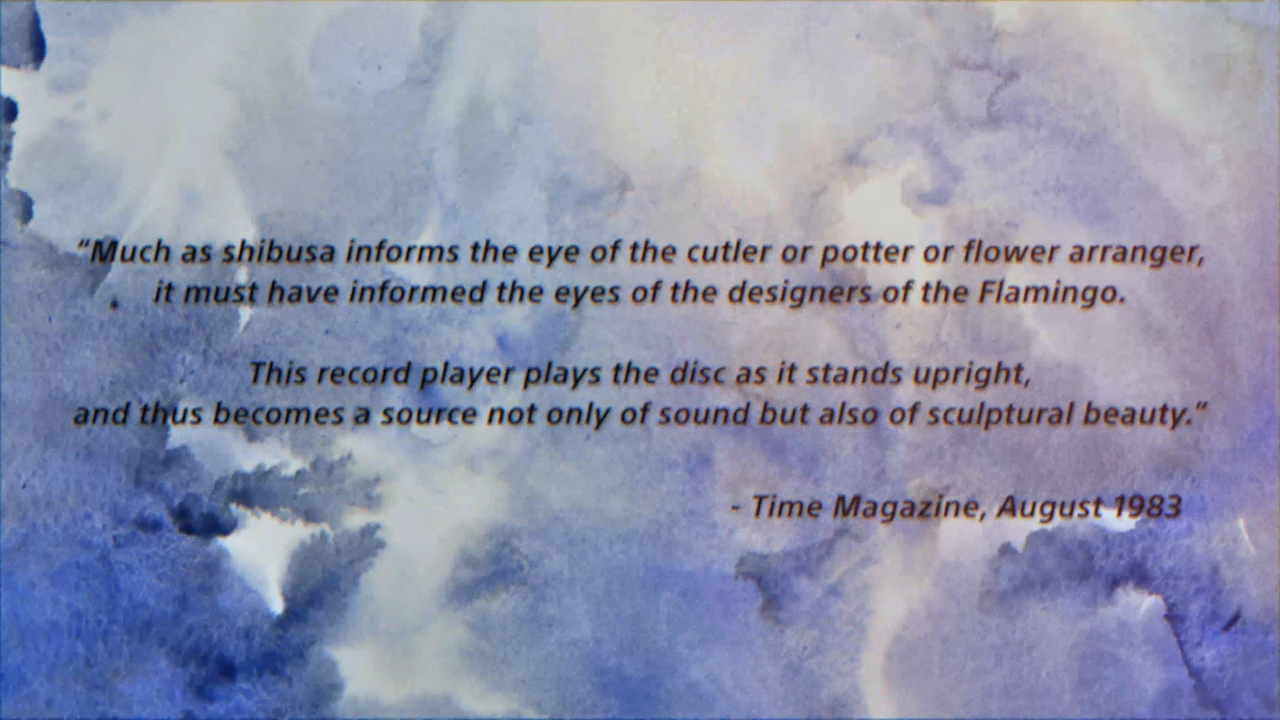 “Much as shibusa informs the eye of the cutler or potter or flower arranger,
it must have informed the eyes of the designers of the Flamingo.
This record player plays the disc as it stands upright,
and thus becomes a source not only of sound but also of sculptural beauty.”
- Time Magazine, August 1983